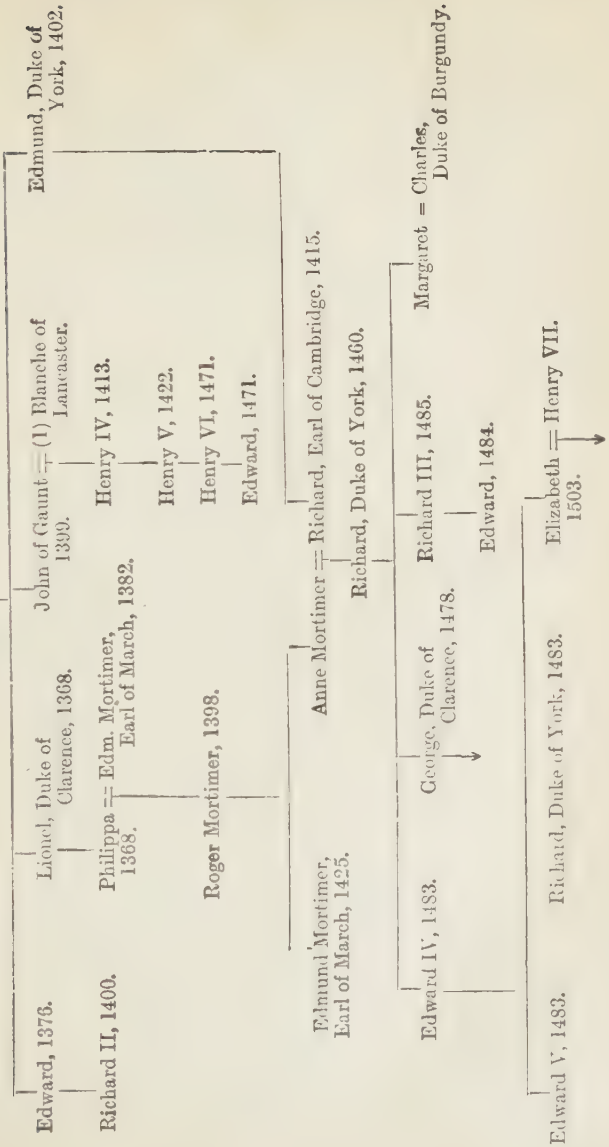 Edward, 1376.
Lionel, Duke of
Clarence, 1368.
John of Gaunt = (1) Blanche of
1399.
Lancaster.
Edmund, Duke of
York, 1402.
Richard II, 1400.
Philippa = Edm. Mortimer,
1368.
Earl of March, 1382.
Henry IV, 1413.
Roger Mortimer, 1398.
Henry V, 1422.
Henry VI, 1471.
Edward, 1471.
Edmund Mortimer,
Earl of March, 1425.
Anne Mortimer = Richard, Earl of Cambridge, 1415.
Richard, Duke of York, 1460.
Edward IV, 1483.
George, Duke of
Clarence, 1478.
Richard III, 1485.
Margaret = Charles,
Duke of Burgundy.
Edward, 1484.
Edward V, 1483.
Richard, Duke of York, 1483.
Elizabeth = Henry VII.
1503.